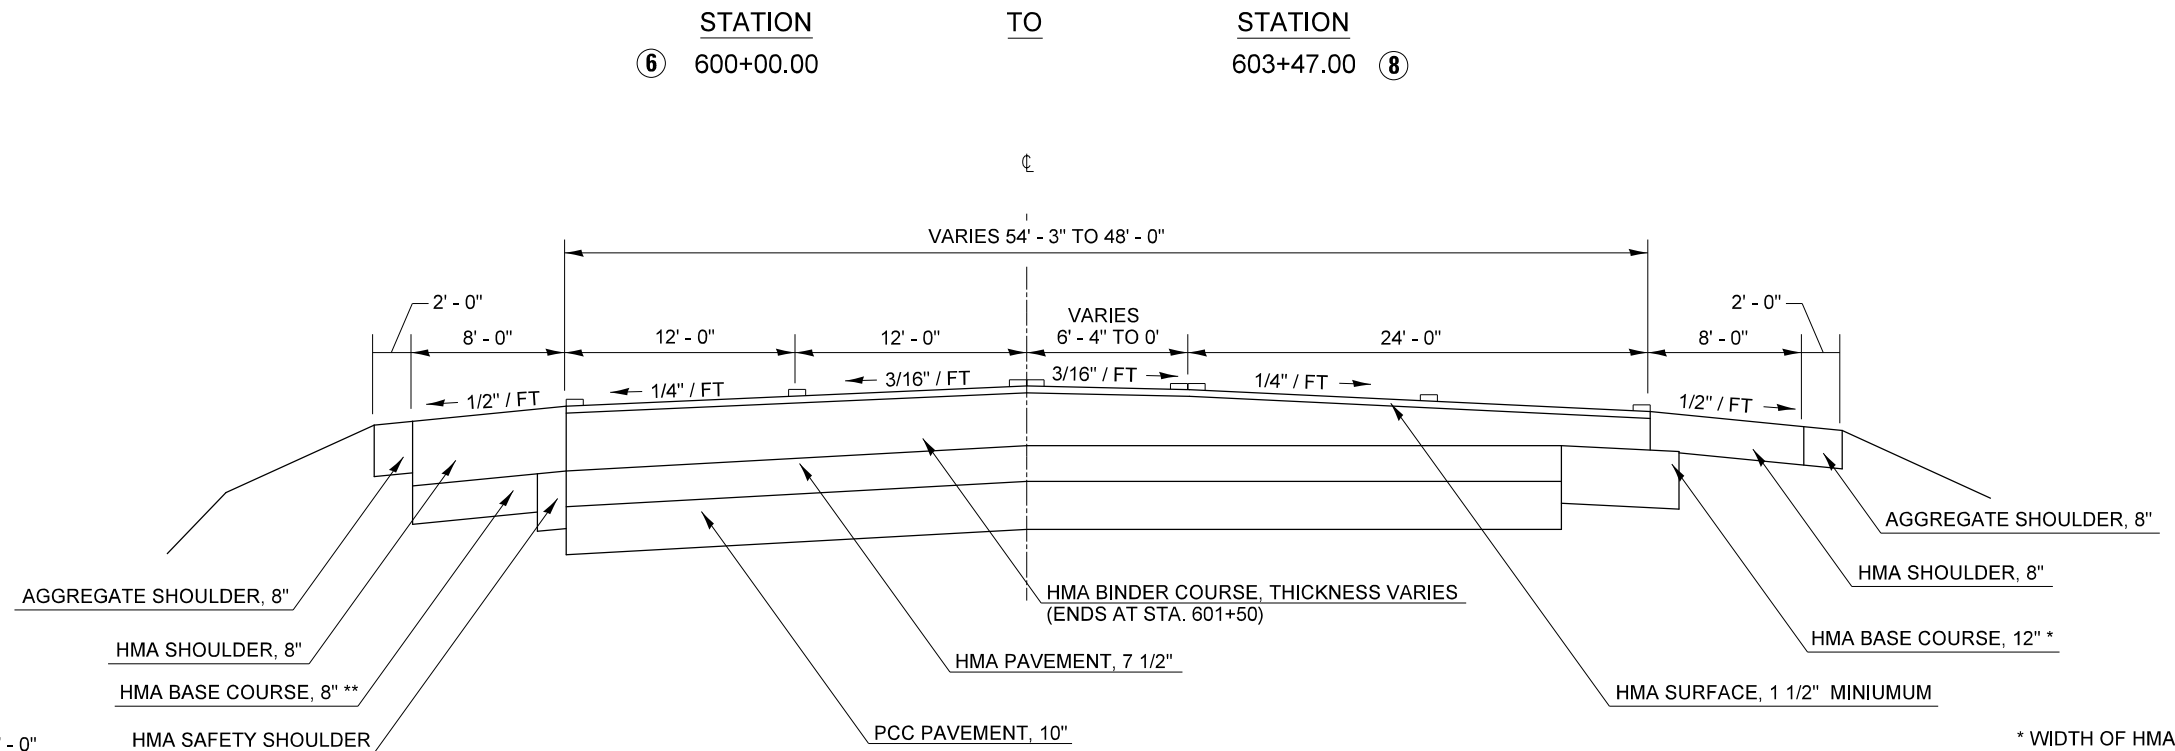 STATION TO STATION
6 600+00.00 603+47.00 8
℄
VARIES 54' - 3" TO 48' - 0"
2' - 0" 2' - 0"
8' - 0" 12' - 0" 12' - 0" VARIES 24' - 0" 8' - 0"
6' - 4" TO 0'
1/2" / FT 1/4" / FT 3/16" / FT 3/16" / FT 1/4" / FT 1/2" / FT
AGGREGATE SHOULDER, 8"
HMA SHOULDER, 8"
HMA BASE COURSE, 8" **
HMA SAFETY SHOULDER
' - 0"
HMA BINDER COURSE, THICKNESS VARIES
(ENDS AT STA. 601+50)
HMA PAVEMENT, 7 1/2"
PCC PAVEMENT, 10"
AGGREGATE SHOULDER, 8"
HMA SHOULDER, 8"
HMA BASE COURSE, 12" *
HMA SURFACE, 1 1/2" MINIUMUM
* WIDTH OF HMA